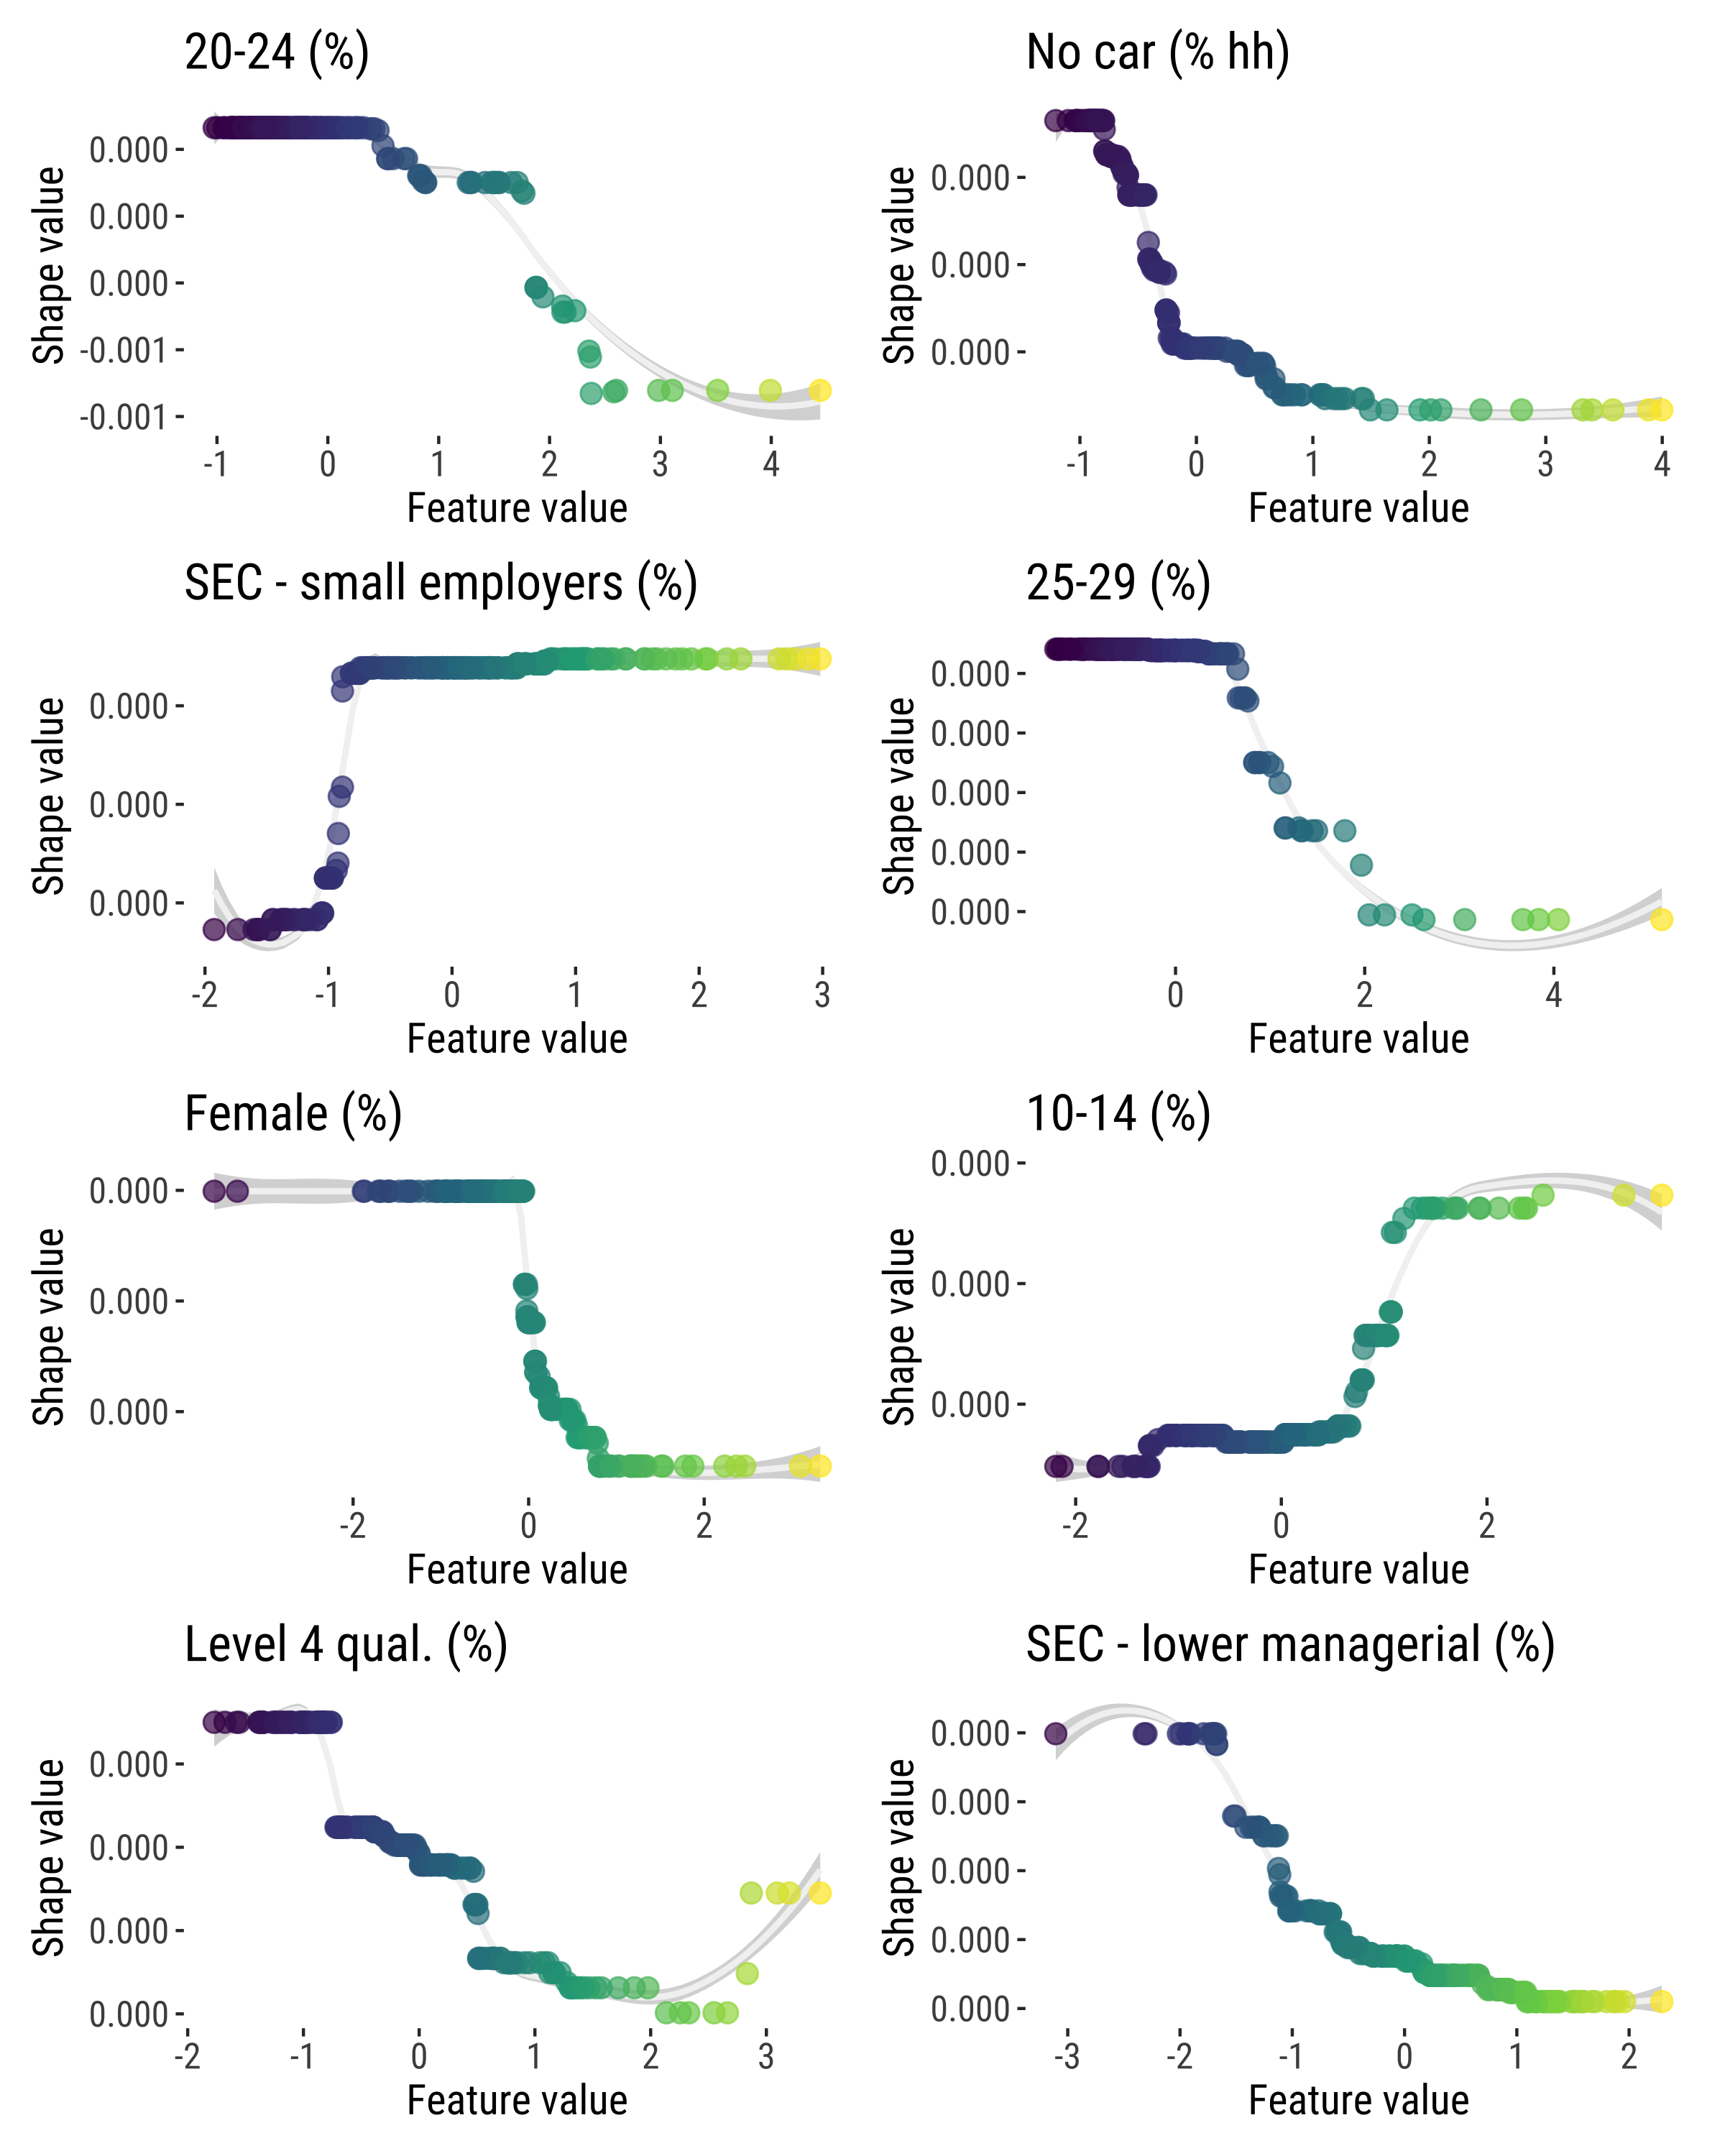 20-24 (%)
Shape value
0.000
0.000
0.000
-0.001
-0.001
-1 0 1 2 3 4
Feature value
No car (% hh)
Shape value
0.000
0.000
0.000
-1 0 1 2 3 4
Feature value
SEC - small employers (%)
Shape value
0.000
0.000
0.000
-2 -1 0 1 2 3
Feature value
25-29 (%)
Shape value
0.000
0.000
0.000
0.000
0.000
0 2 4
Feature value
Female (%)
Shape value
0.000
0.000
0.000
-2 0 2
Feature value
10-14 (%)
Shape value
0.000
0.000
0.000
-2 0 2
Feature value
Level 4 qual. (%)
Shape value
0.000
0.000
0.000
0.000
-2 -1 0 1 2 3
Feature value
SEC - lower managerial (%)
Shape value
0.000
0.000
0.000
0.000
0.000
-3 -2 -1 0 1 2
Feature value